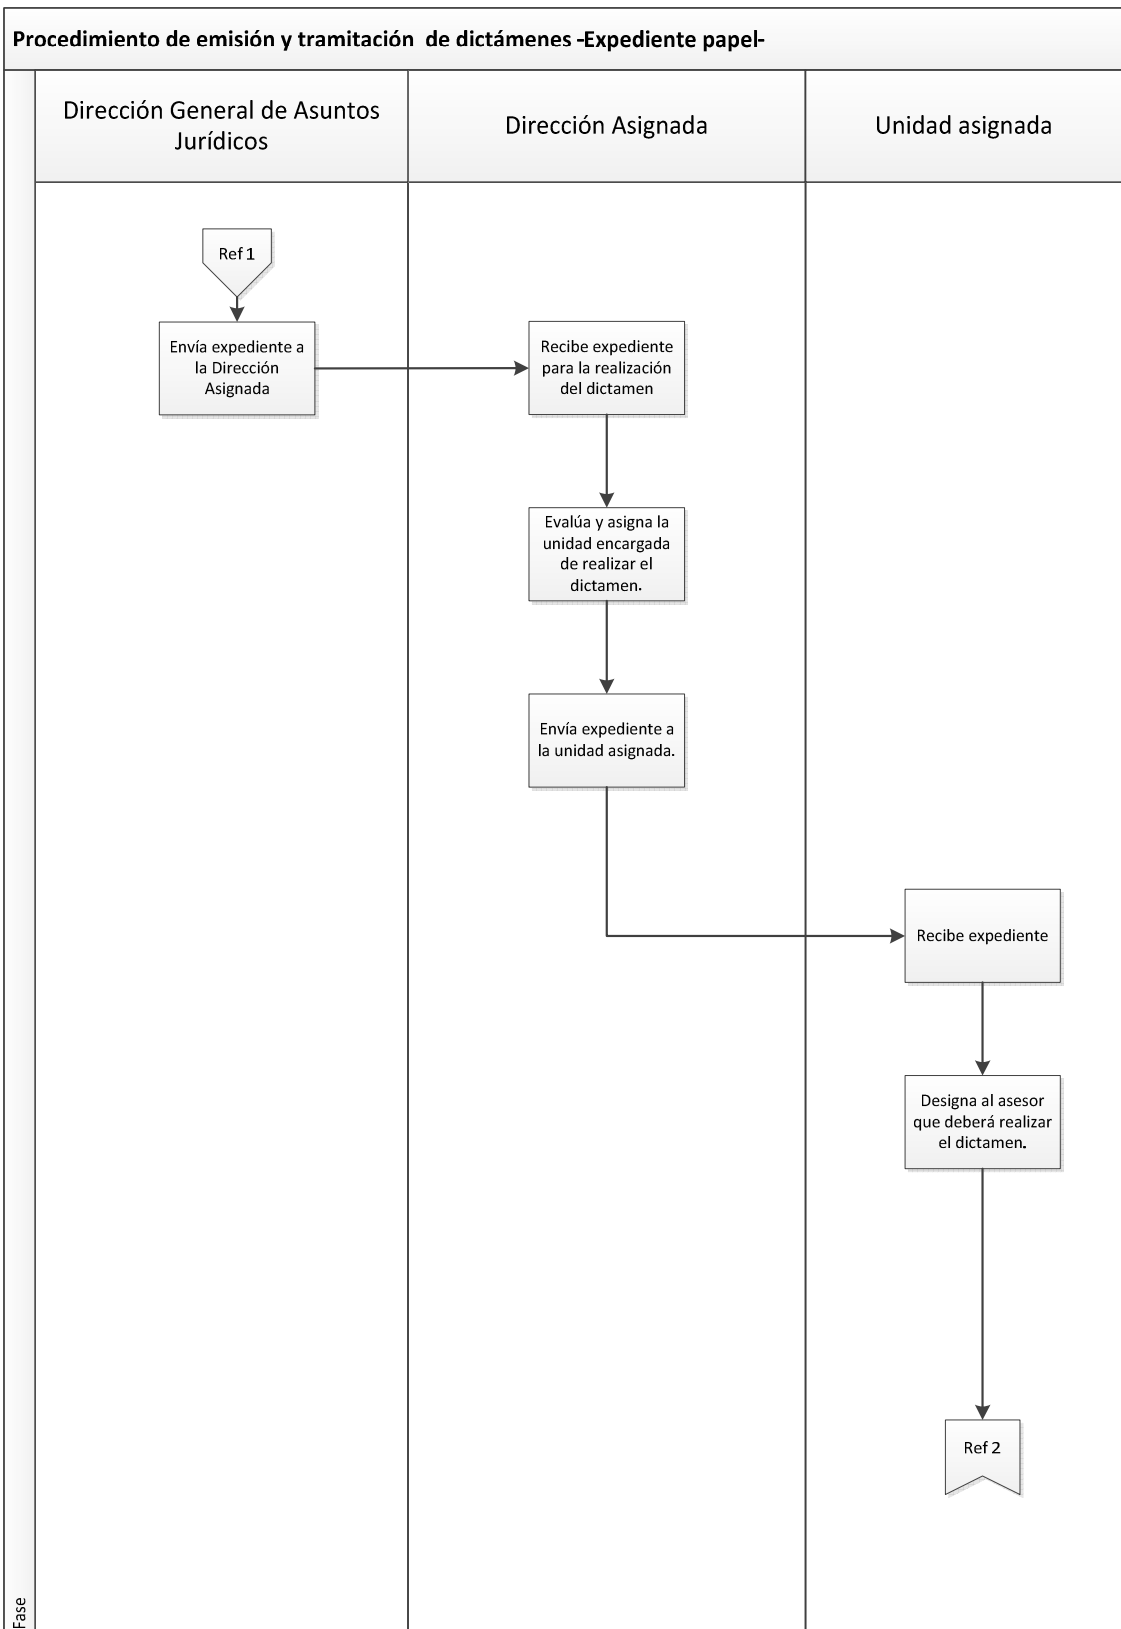 Procedimiento de emisión y tramitación de dictámenes -Expediente papel-
Dirección General de Asuntos
Jurídicos
Dirección Asignada
Unidad asignada
Ref 1
Envía expediente a
la Dirección
Asignada
Recibe expediente
para la realización
del dictamen
Evalúa y asigna la
unidad encargada
de realizar el
dictamen.
Envía expediente a
la unidad asignada.
Recibe expediente
Designa al asesor
que deberá realizar
el dictamen.
Ref 2
Fase